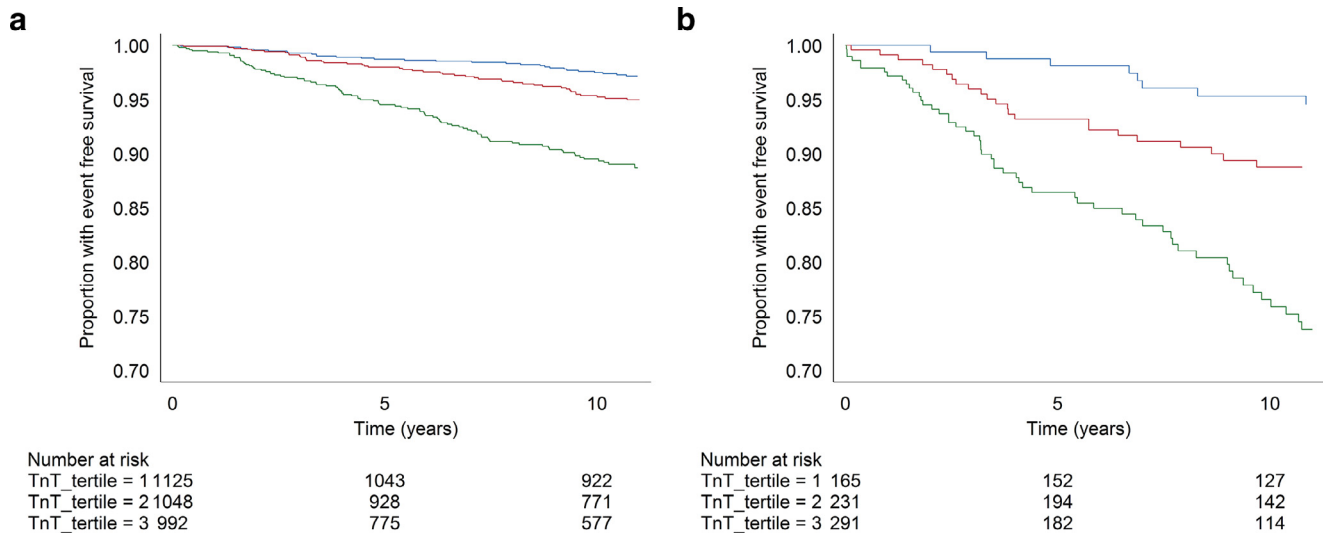 a
1.00
0.95
0.90
0.85
0.80
0.75
0.70
Proportion with event free survival
0 5 10
Time (years)
Number at risk
TnT_tertile = 1 1125 1043 922
TnT_tertile = 2 1048 928 771
TnT_tertile = 3 992 775 577
b
1.00
0.95
0.90
0.85
0.80
0.75
0.70
Proportion with event free survival
0 5 10
Time (years)
Number at risk
TnT_tertile = 1 165 152 127
TnT_tertile = 2 231 194 142
TnT_tertile = 3 291 182 114